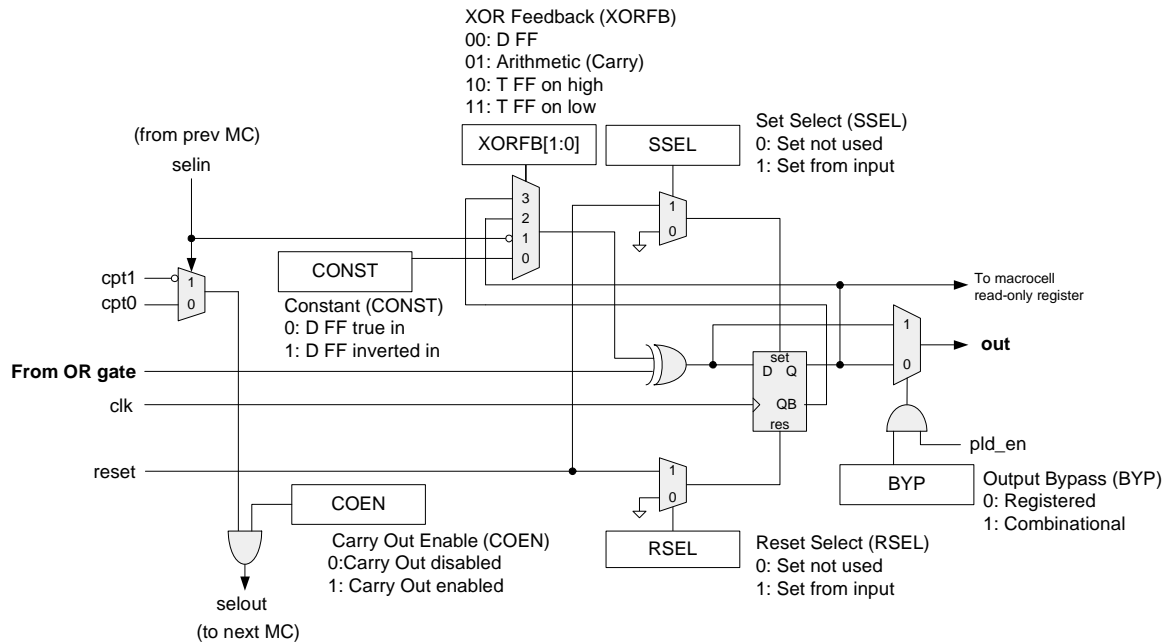 XOR Feedback (XORFB)
00: D FF
01: Arithmetic (Carry)
10: T FF on high
11: T FF on low
(from prev MC)
selin
XORFB[1:0]
Set Select (SSEL)
0: Set not used
1: Set from input
SSEL
3
2
1
0
1
0
cpt1
cpt0
1
0
CONST
Constant (CONST)
0: D FF true in
1: D FF inverted in
To macrocell
read-only register
1
0
out
From OR gate
set
D Q
QB
res
clk
pld_en
reset
1
0
BYP
Output Bypass (BYP)
0: Registered
1: Combinational
COEN
Carry Out Enable (COEN)
0:Carry Out disabled
1: Carry Out enabled
RSEL
Reset Select (RSEL)
0: Set not used
1: Set from input
selout
(to next MC)